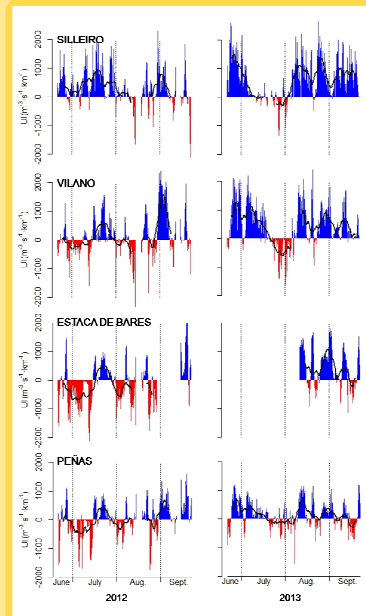 SILLEIRO
2000
1000
0
-1000
-2000
UI (m⁻³ s⁻¹ km⁻¹)
VILANO
2000
1000
0
-1000
-2000
UI (m⁻³ s⁻¹ km⁻¹)
ESTACA DE BARES
2000
1000
0
-1000
-2000
UI (m⁻³ s⁻¹ km⁻¹)
PEÑAS
2000
1000
0
-1000
-2000
UI (m⁻³ s⁻¹ km⁻¹)
June July Aug. Sept. June July Aug. Sept.
2012 2013